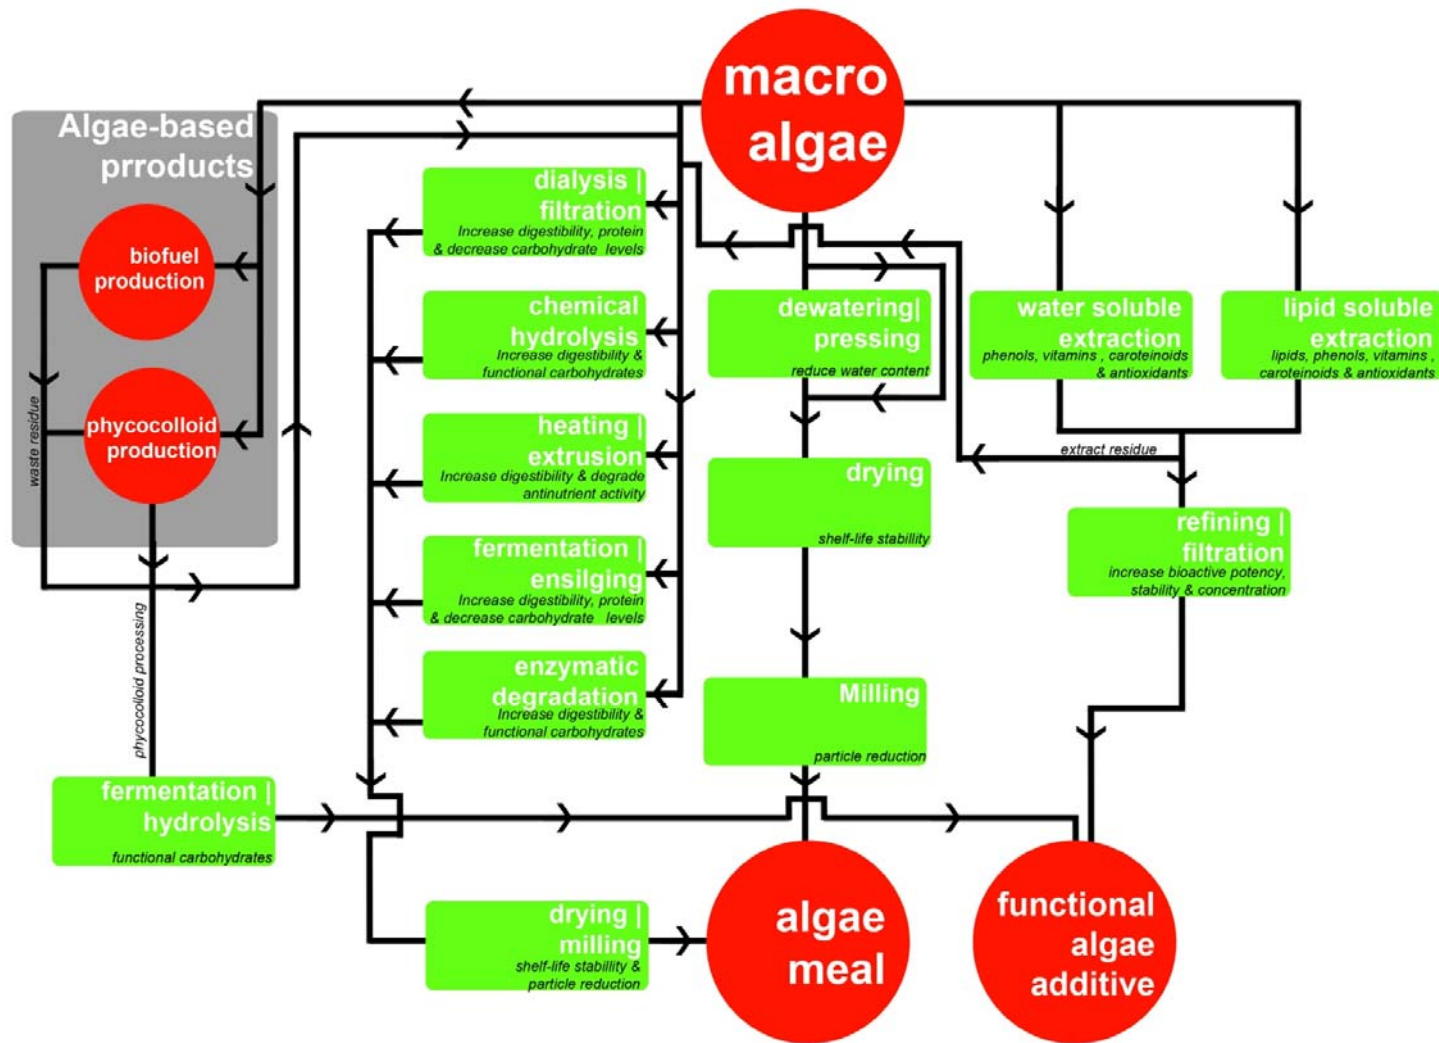 macro
algae
Algae-based
prroducts
biofuel
production
phycocolloid
production
waste residue
phycocolloid processing
dialysis |
filtration
Increase digestibility, protein
& decrease carbohydrate levels
chemical
hydrolysis
Increase digestibility &
functional carbohydrates
heating |
extrusion
Increase digestibility & degrade
antinutrient activity
fermentation |
ensilging
Increase digestibility, protein
& decrease carbohydrate levels
enzymatic
degradation
Increase digestibility &
functional carbohydrates
dewatering|
pressing
reduce water content
drying
shelf-life stabillity
Milling
particle reduction
water soluble
extraction
phenols, vitamins , caroteinoids
& antioxidants
lipid soluble
extraction
lipids, phenols, vitamins ,
caroteinoids & antioxidants
extract residue
refining |
filtration
increase bioactive potency,
stability & concentration
fermentation |
hydrolysis
functional carbohydrates
drying |
milling
shelf-life stabillity &
particle reduction
algae
meal
functional
algae
additive